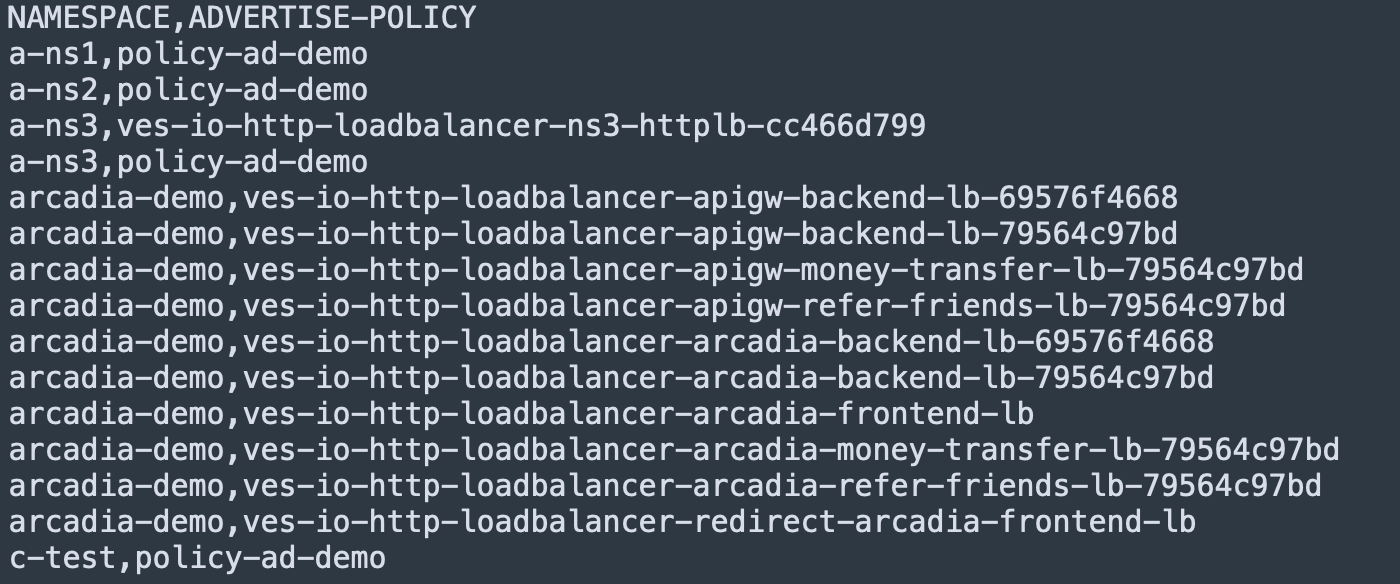 NAMESPACE,ADVERTISE-POLICY
a-ns1,policy-ad-demo
a-ns2,policy-ad-demo
a-ns3,ves-io-http-loadbalancer-ns3-httplb-cc466d799
a-ns3,policy-ad-demo
arcadia-demo,ves-io-http-loadbalancer-apigw-backend-lb-69576f4668
arcadia-demo,ves-io-http-loadbalancer-apigw-backend-lb-79564c97bd
arcadia-demo,ves-io-http-loadbalancer-apigw-money-transfer-lb-79564c97bd
arcadia-demo,ves-io-http-loadbalancer-apigw-refer-friends-lb-79564c97bd
arcadia-demo,ves-io-http-loadbalancer-arcadia-backend-lb-69576f4668
arcadia-demo,ves-io-http-loadbalancer-arcadia-backend-lb-79564c97bd
arcadia-demo,ves-io-http-loadbalancer-arcadia-frontend-lb
arcadia-demo,ves-io-http-loadbalancer-arcadia-money-transfer-lb-79564c97bd
arcadia-demo,ves-io-http-loadbalancer-arcadia-refer-friends-lb-79564c97bd
arcadia-demo,ves-io-http-loadbalancer-redirect-arcadia-frontend-lb
c-test,policy-ad-demo